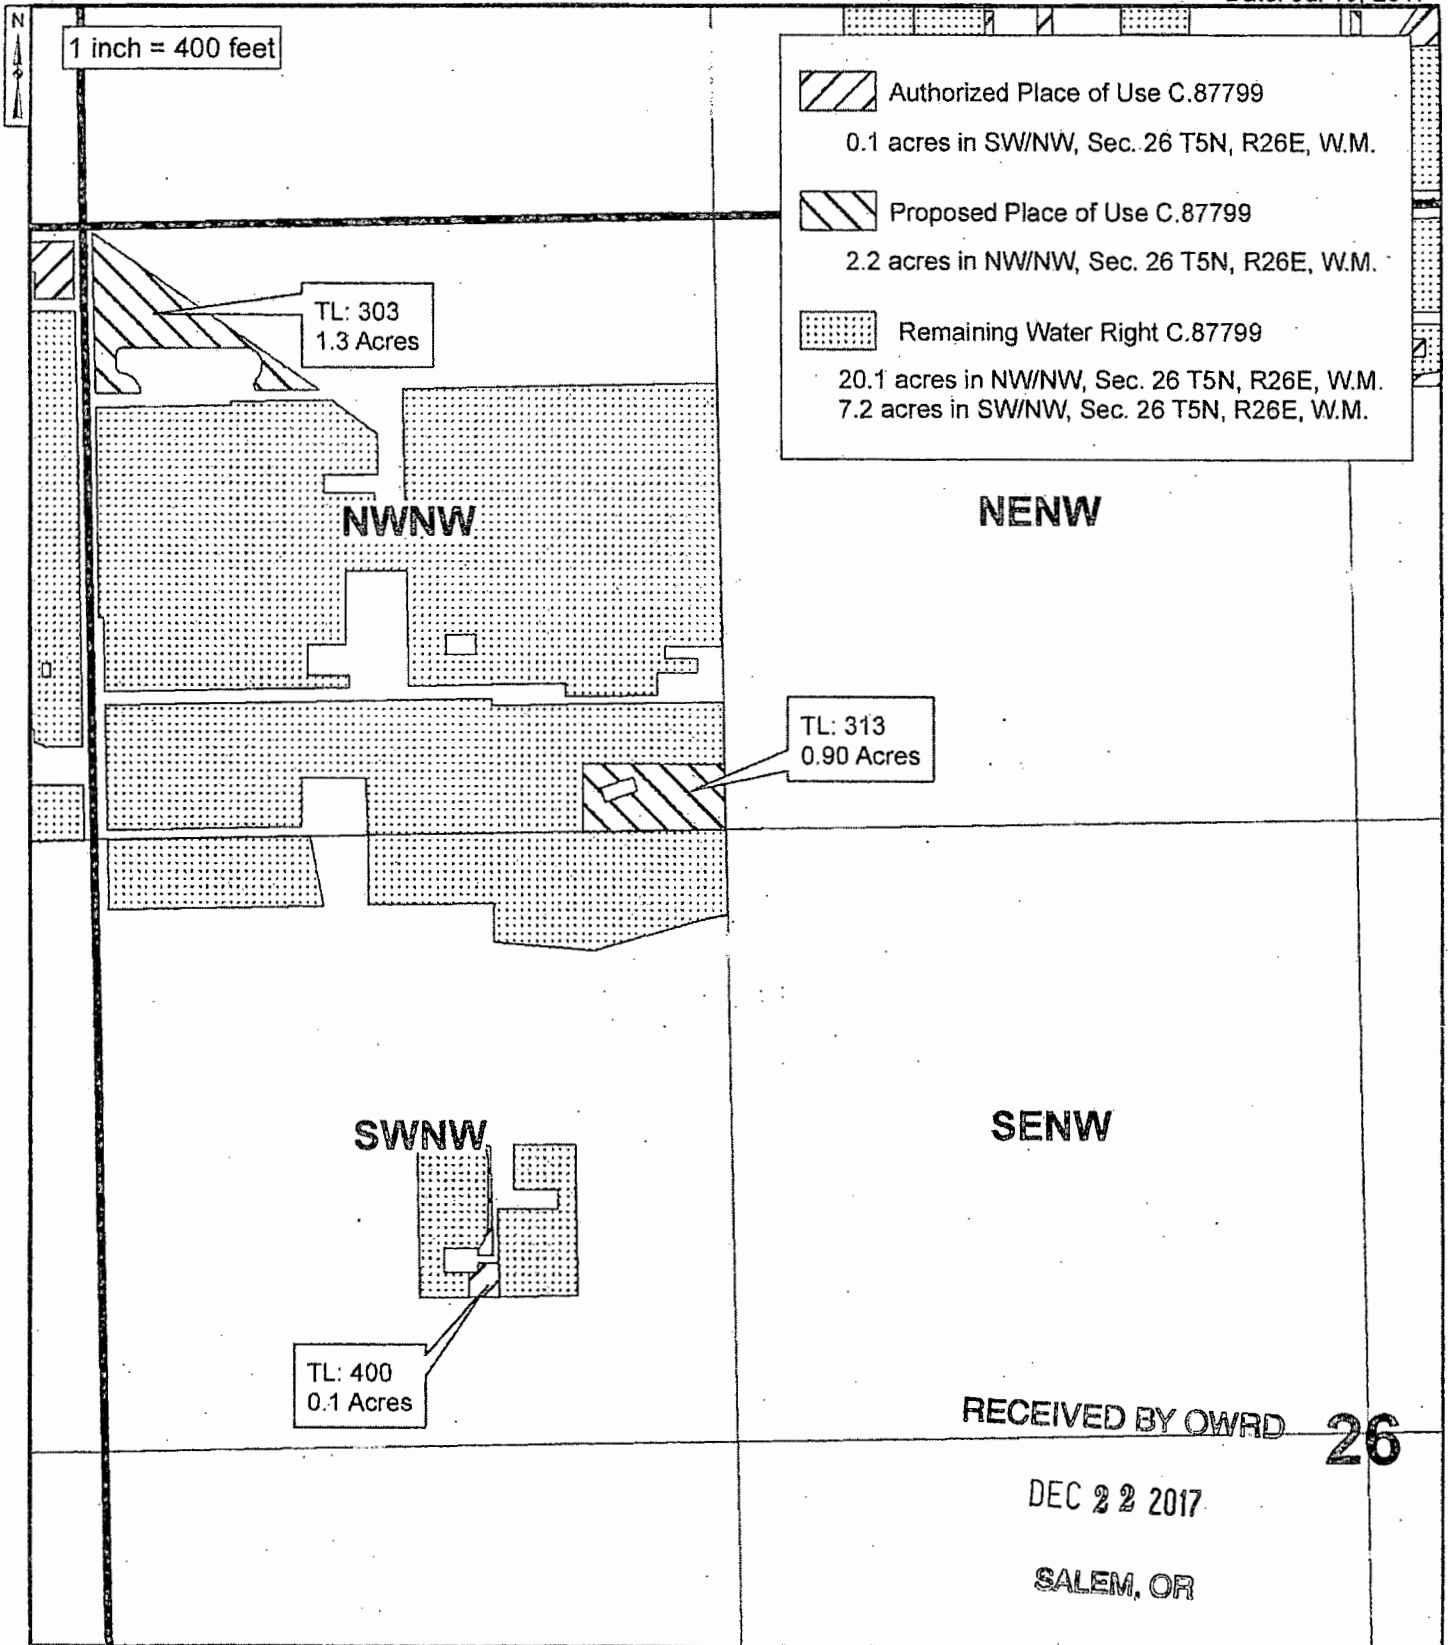 N
1 inch = 400 feet
Authorized Place of Use C.87799
0.1 acres in SW/NW, Sec. 26 T5N, R26E, W.M.
Proposed Place of Use C.87799
2.2 acres in NW/NW, Sec. 26 T5N, R26E, W.M.
Remaining Water Right C.87799
20.1 acres in NW/NW, Sec. 26 T5N, R26E, W.M.
7.2 acres in SW/NW, Sec. 26 T5N, R26E, W.M.
TL: 303
1.3 Acres
NWNW
NENW
TL: 313
0.90 Acres
SWNW
SENW
TL: 400
0.1 Acres
RECEIVED BY OWRD
26
DEC 22 2017
SALEM, OR